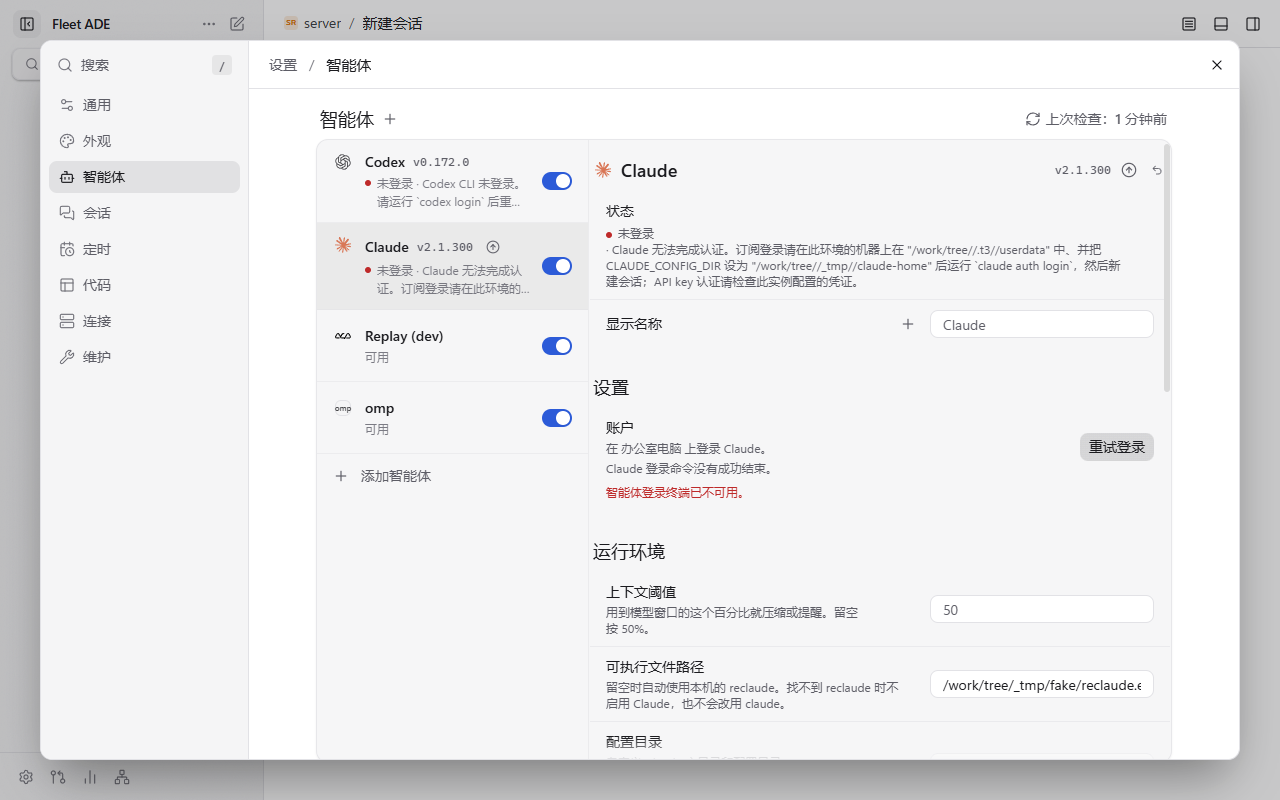 Fleet ADE
SR server / 新建会话
搜索 /
通用
外观
智能体
会话
定时
代码
连接
维护
设置 / 智能体
智能体
上次检查：1 分钟前
Codex v0.172.0
未登录 · Codex CLI 未登录。
请运行 `codex login` 后重...
Claude v2.1.300
未登录 · Claude 无法完成认
证。订阅登录请在此环境的...
Replay (dev)
可用
omp
omp
可用
添加智能体
Claude
v2.1.300
状态
未登录
· Claude 无法完成认证。订阅登录请在此环境的机器上在 "/work/tree//.t3//userdata" 中、并把
CLAUDE_CONFIG_DIR 设为 "/work/tree//_tmp//claude-home" 后运行 `claude auth login`，然后新
建会话；API key 认证请检查此实例配置的凭证。
显示名称
Claude
设置
账户
在 办公室电脑 上登录 Claude。
Claude 登录命令没有成功结束。
智能体登录终端已不可用。
重试登录
运行环境
上下文阈值
用到模型窗口的这个百分比就压缩或提醒。留空
按 50%。
50
可执行文件路径
留空时自动使用本机的 reclaude。找不到 reclaude 时不
启用 Claude，也不会改用 claude。
/work/tree/_tmp/fake/reclaude.e
配置目录